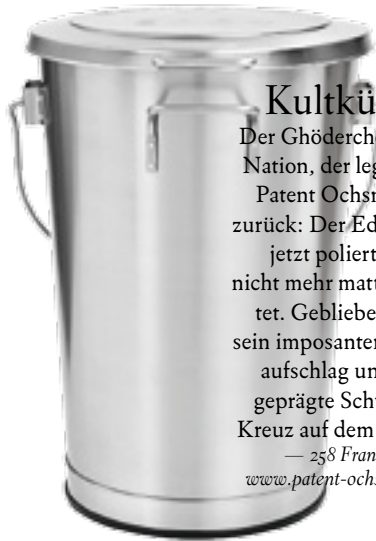 Kultkü
Der Ghöderch
Nation, der leg
Patent Ochsn
zurück: Der Ed
jetzt poliert
nicht mehr matt
tet. Gebliebe
sein imposanter
aufschlag un
geprägte Sch
Kreuz auf dem
— 258 Fran
www.patent-ochs